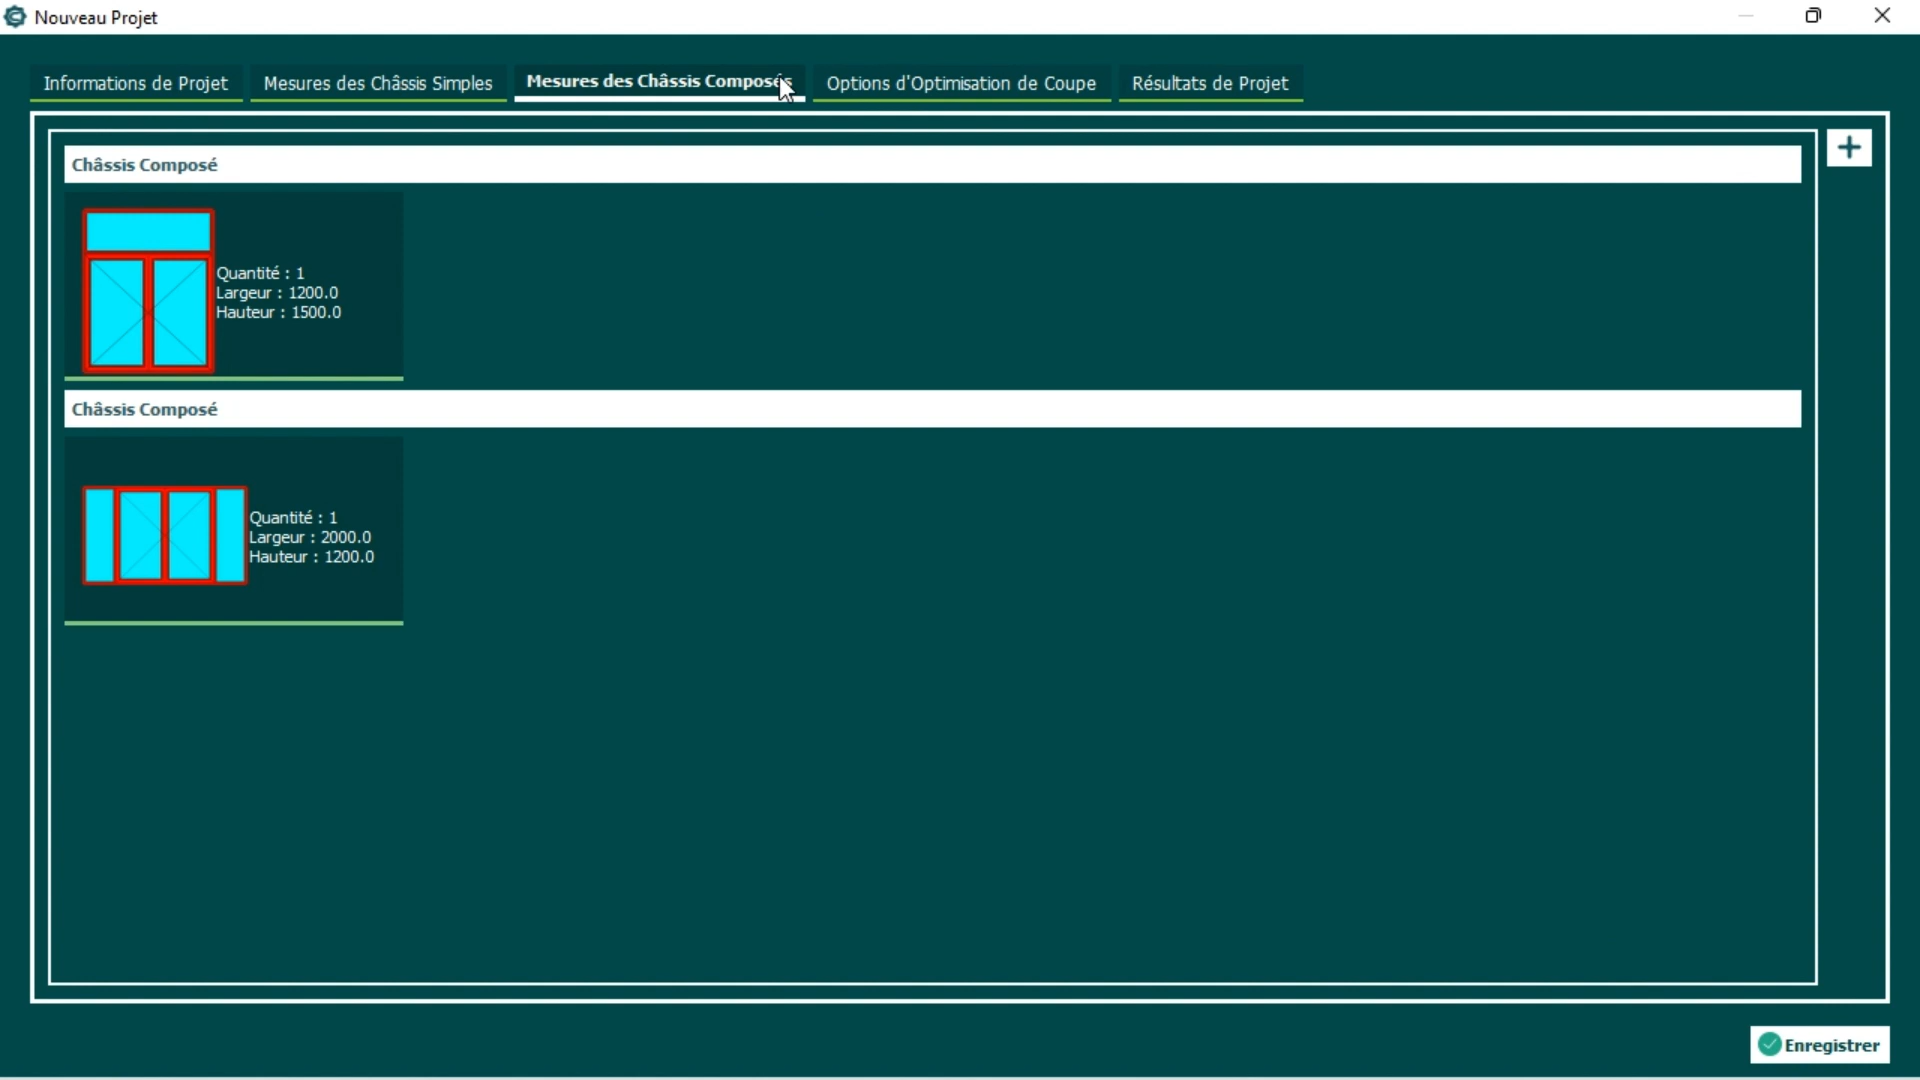 Nouveau Projet
Informations de Projet
Mesures des Châssis Simples
Mesures des Châssis Composés
Options d'Optimisation de Coupe
Résultats de Projet
Châssis Composé
Quantité : 1
Largeur : 1200.0
Hauteur : 1500.0
Châssis Composé
Quantité : 1
Largeur : 2000.0
Hauteur : 1200.0
Enregistrer